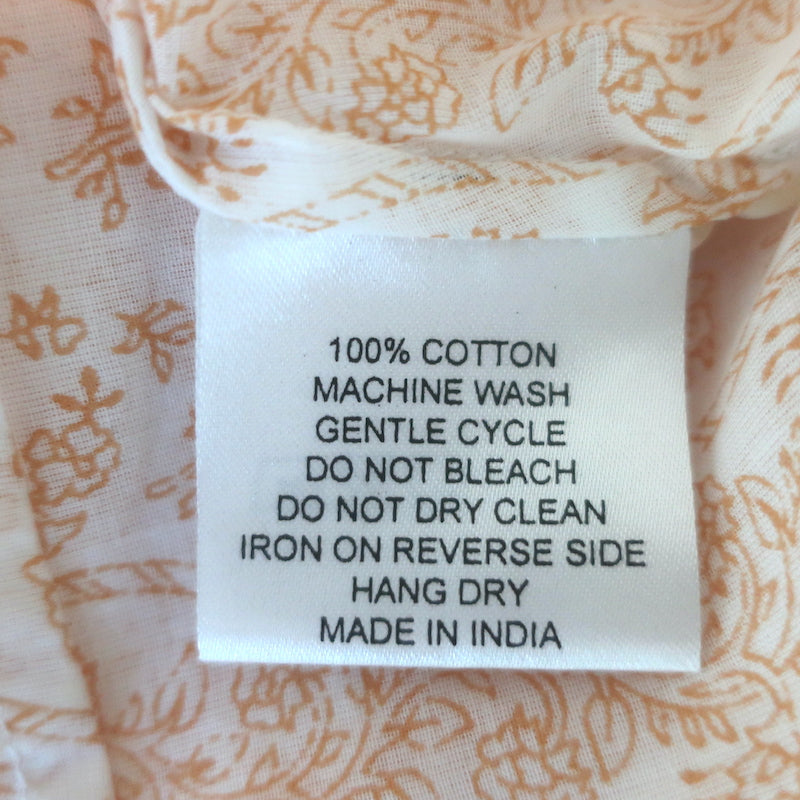 100% COTTON
MACHINE WASH
GENTLE CYCLE
DO NOT BLEACH
DO NOT DRY CLEAN
IRON ON REVERSE SIDE
HANG DRY
MADE IN INDIA